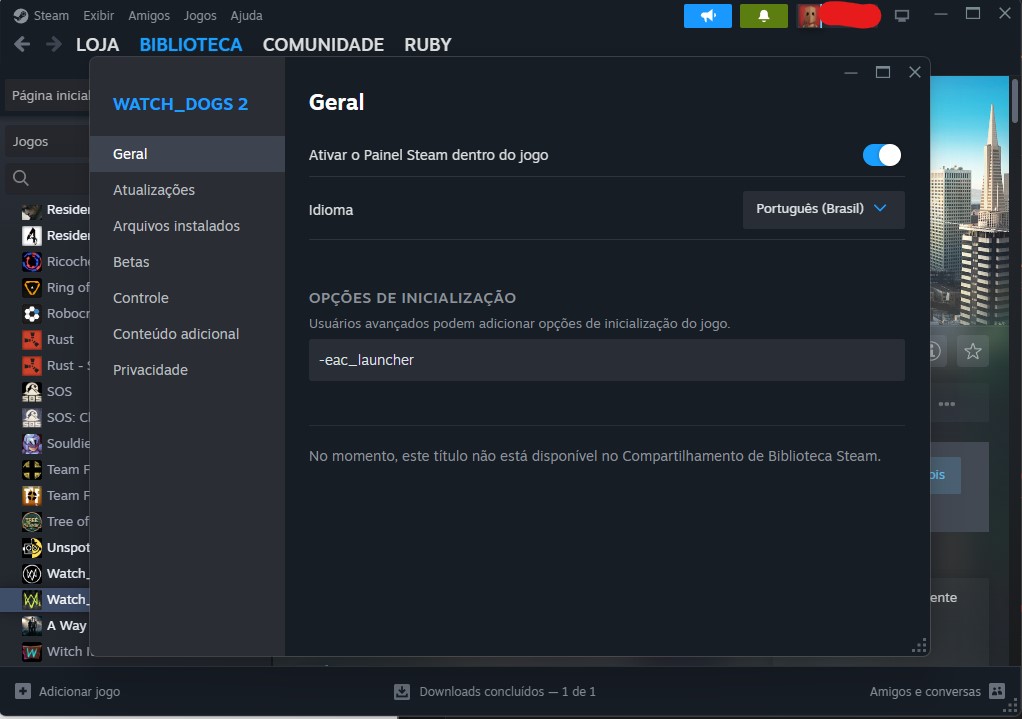 Steam Exibir Amigos Jogos Ajuda
LOJA BIBLIOTECA COMUNIDADE RUBY
Página inicial
Jogos
Residen
Residen
Ricoche
Ring of
Robocr
Rust
Rust - S
SOS
SOS: Cl
Souldie
Team F
Team F
Tree of
Unspot
Watch_
Watch_
A Way
Witch I
WATCH_DOGS 2
Geral
Atualizações
Arquivos instalados
Betas
Controle
Conteúdo adicional
Privacidade
Geral
Ativar o Painel Steam dentro do jogo
Idioma
Português (Brasil)
OPÇÕES DE INICIALIZAÇÃO
Usuários avançados podem adicionar opções de inicialização do jogo.
-eac_launcher
No momento, este título não está disponível no Compartilhamento de Biblioteca Steam.
ois
ente
Adicionar jogo
Downloads concluídos — 1 de 1
Amigos e conversas